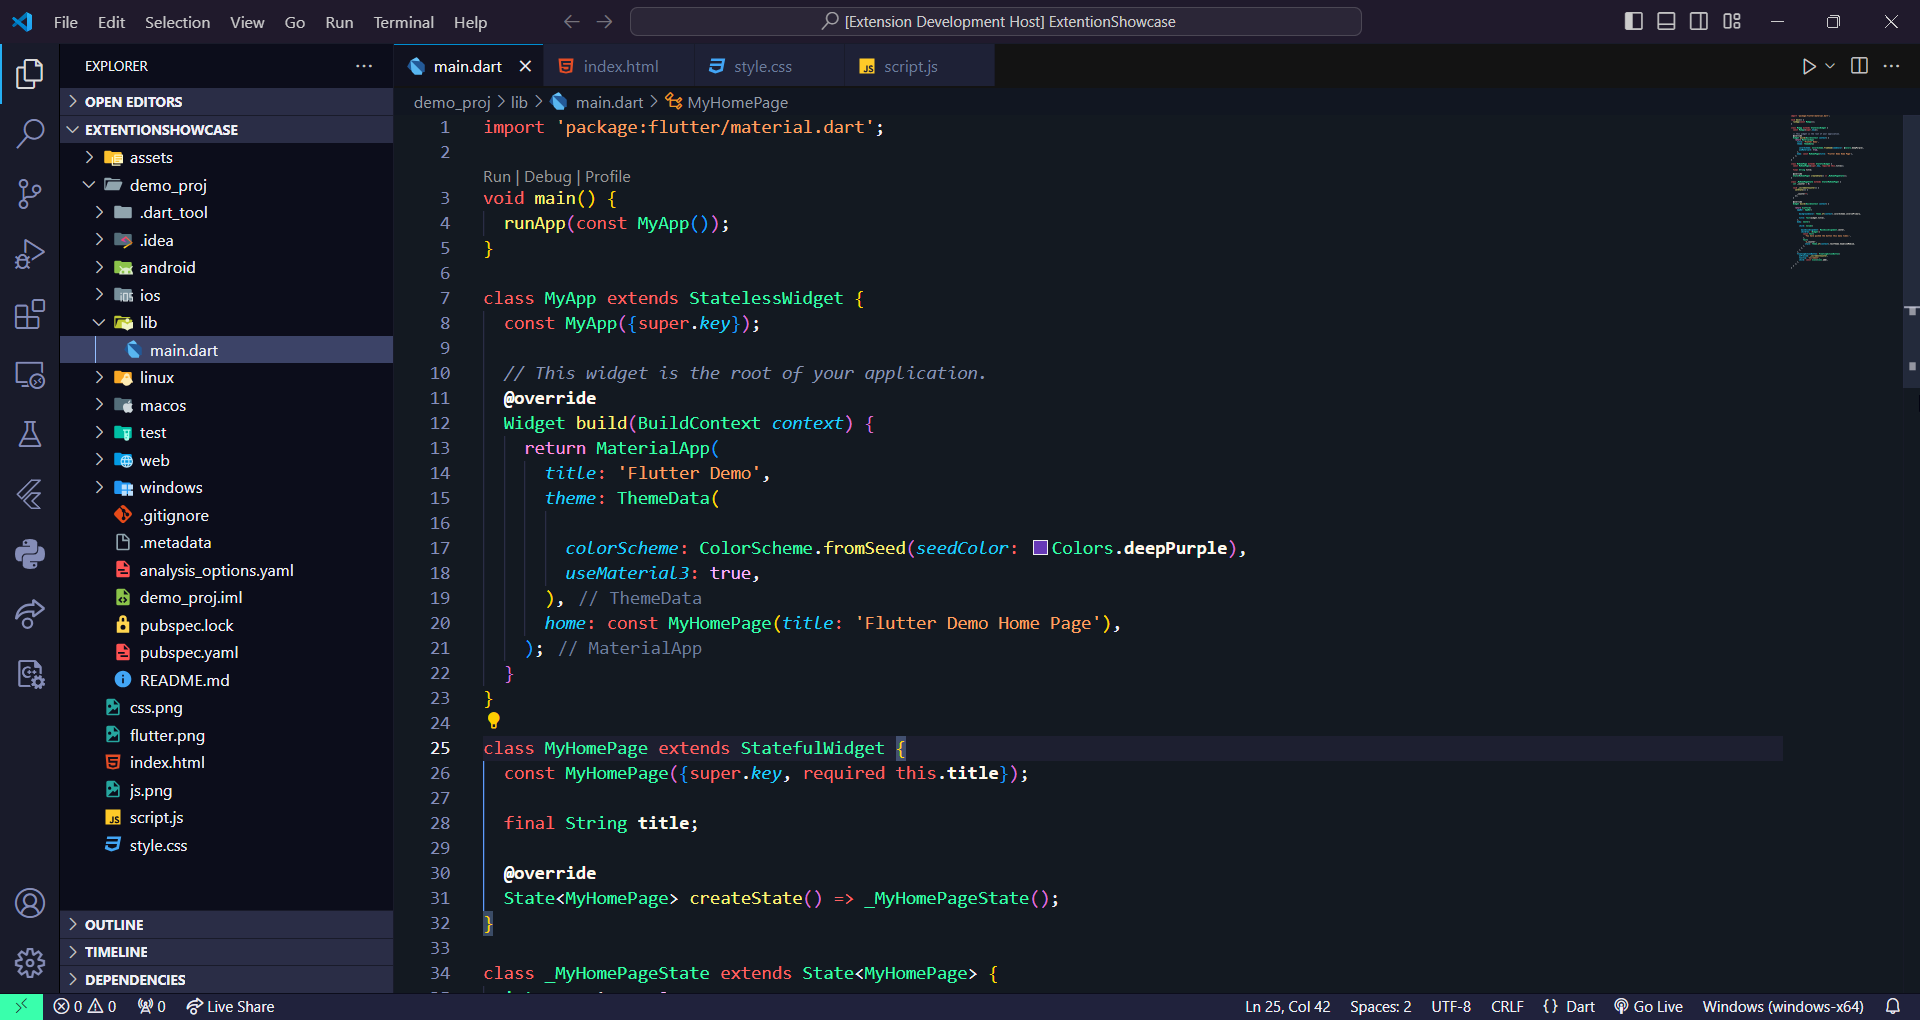 File Edit Selection View Go Run Terminal Help
[Extension Development Host] ExtentionShowcase
EXPLORER
OPEN EDITORS
EXTENTIONSHOWCASE
assets
demo_proj
.dart_tool
.idea
android
ios
lib
main.dart
linux
macos
test
web
windows
.gitignore
.metadata
analysis_options.yaml
demo_proj.iml
pubspec.lock
pubspec.yaml
README.md
css.png
flutter.png
index.html
js.png
script.js
style.css
OUTLINE
TIMELINE
DEPENDENCIES
main.dart index.html style.css script.js
demo_proj > lib > main.dart > MyHomePage
1 import 'package:flutter/material.dart';
2
Run | Debug | Profile
3 void main() {
4 runApp(const MyApp());
5 }
6
7 class MyApp extends StatelessWidget {
8 const MyApp({super.key});
9
10 // This widget is the root of your application.
11 @override
12 Widget build(BuildContext context) {
13 return MaterialApp(
14 title: 'Flutter Demo',
15 theme: ThemeData(
16
17 colorScheme: ColorScheme.fromSeed(seedColor: Colors.deepPurple),
18 useMaterial3: true,
19 ), // ThemeData
20 home: const MyHomePage(title: 'Flutter Demo Home Page'),
21 ); // MaterialApp
22 }
23 }
24
25 class MyHomePage extends StatefulWidget {
26 const MyHomePage({super.key, required this.title});
27
28 final String title;
29
30 @override
31 State<MyHomePage> createState() => _MyHomePageState();
32 }
33
34 class _MyHomePageState extends State<MyHomePage> {
0 0 0 Live Share
Ln 25, Col 42 Spaces: 2 UTF-8 CRLF {} Dart Go Live Windows (windows-x64)